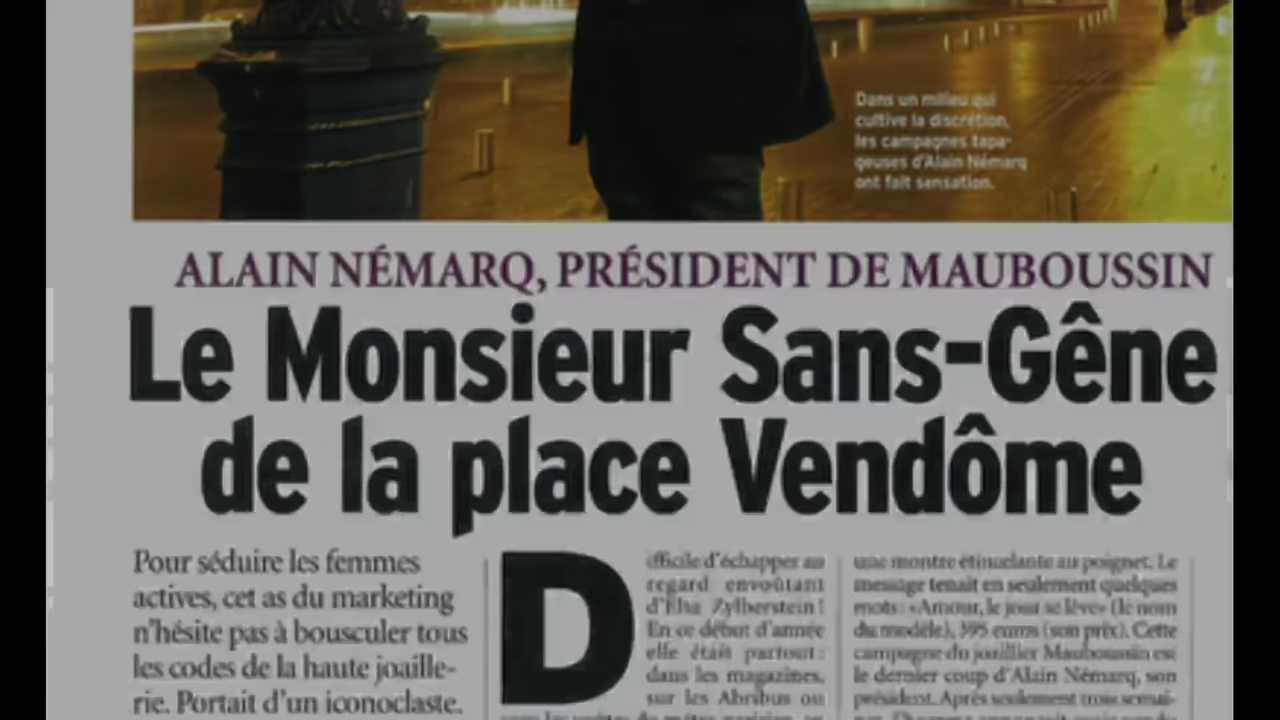 Dans un milieu qui
cultive la discrétion,
les campagnes tapa-
geuses d'Alain Némarq
ont fait sensation.
ALAIN NÉMARQ, PRÉSIDENT DE MAUBOUSSIN
Le Monsieur Sans-Gêne
de la place Vendôme
Pour séduire les femmes
actives, cet as du marketing
n'hésite pas à bousculer tous
les codes de la haute joaille-
rie. Portait d'un iconoclaste.
Difficile d'échapper au
regard envoûtant
d'Elsa Zylberstein !
En ce début d'année
elle était partout :
dans les magazines,
sur les Abribus ou
une montre étincelante au poignet. Le
message tenait en seulement quelques
mots : «Amour, le jour se lève» (le nom
du modèle), 395 euros (son prix). Cette
campagne du joaillier Mauboussin est
le dernier coup d'Alain Némarq, son
président. Après seulement trois semai-